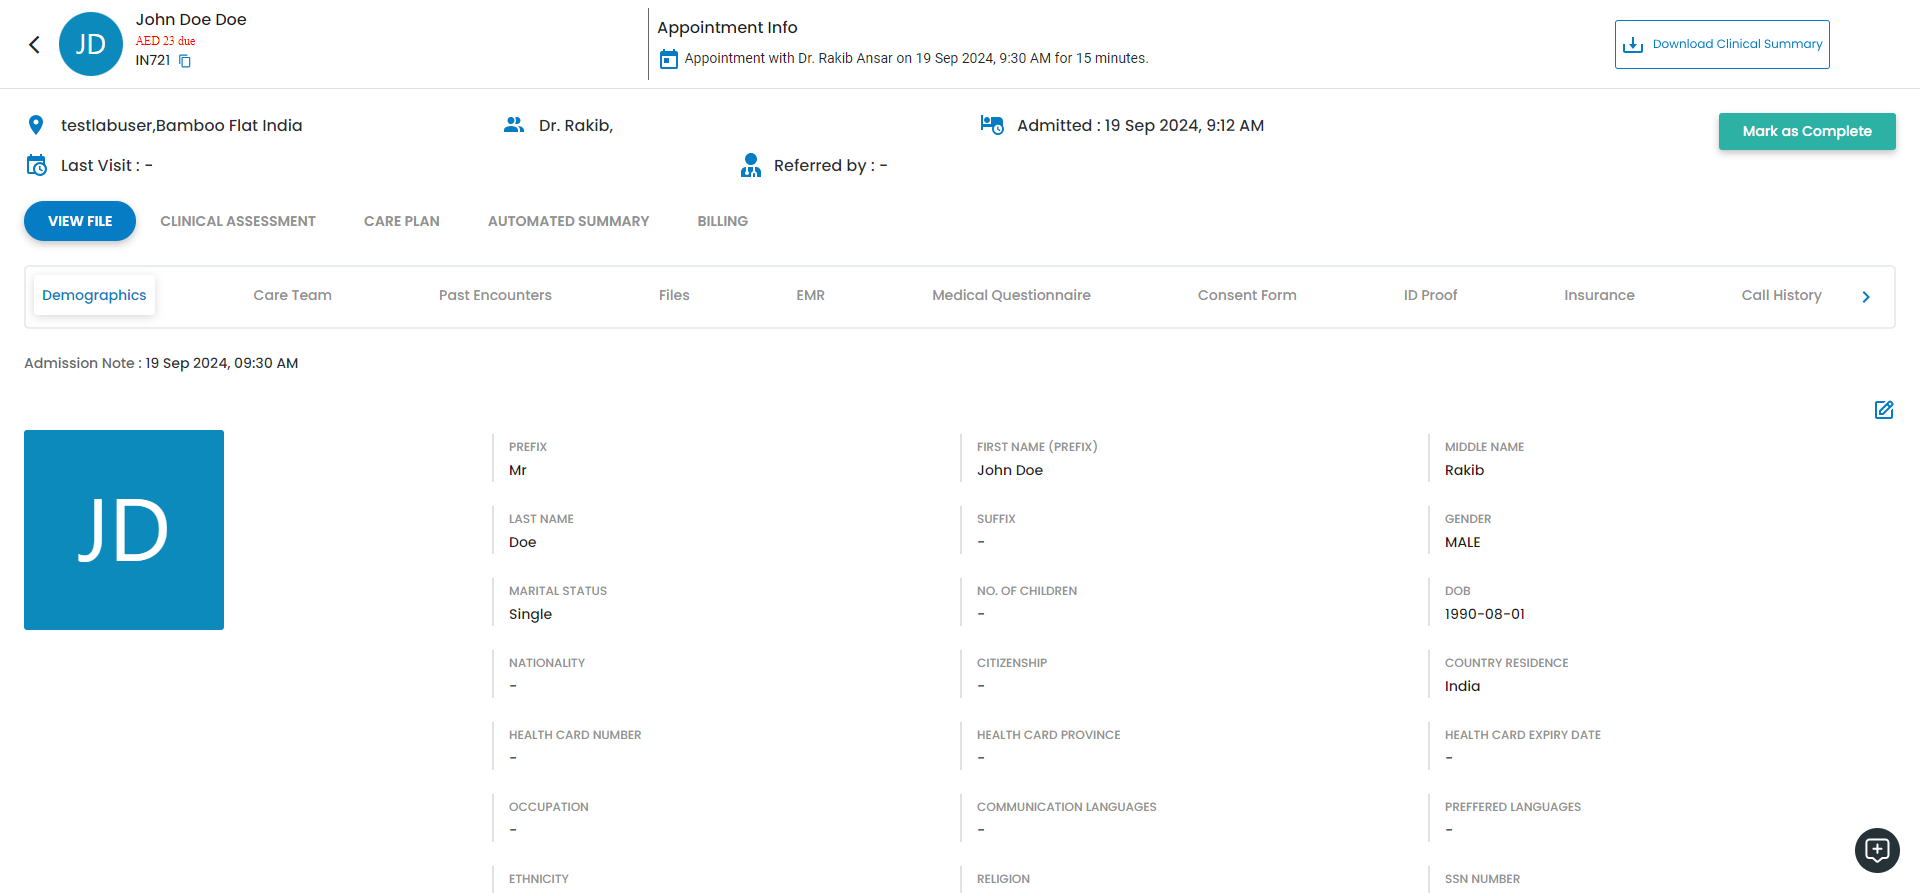 JD
John Doe Doe
AED 23 due
IN721
Appointment Info
Appointment with Dr. Rakib Ansar on 19 Sep 2024, 9:30 AM for 15 minutes.
Download Clinical Summary
testlabuser,Bamboo Flat India
Dr. Rakib,
Admitted : 19 Sep 2024, 9:12 AM
Mark as Complete
Last Visit : -
Referred by : -
VIEW FILE
CLINICAL ASSESSMENT
CARE PLAN
AUTOMATED SUMMARY
BILLING
Demographics
Care Team
Past Encounters
Files
EMR
Medical Questionnaire
Consent Form
ID Proof
Insurance
Call History
Admission Note : 19 Sep 2024, 09:30 AM
JD
PREFIX
Mr
FIRST NAME (PREFIX)
John Doe
MIDDLE NAME
Rakib
LAST NAME
Doe
SUFFIX
-
GENDER
MALE
MARITAL STATUS
Single
NO. OF CHILDREN
-
DOB
1990-08-01
NATIONALITY
-
CITIZENSHIP
-
COUNTRY RESIDENCE
India
HEALTH CARD NUMBER
-
HEALTH CARD PROVINCE
-
HEALTH CARD EXPIRY DATE
-
OCCUPATION
-
COMMUNICATION LANGUAGES
-
PREFFERED LANGUAGES
-
ETHNICITY
RELIGION
SSN NUMBER